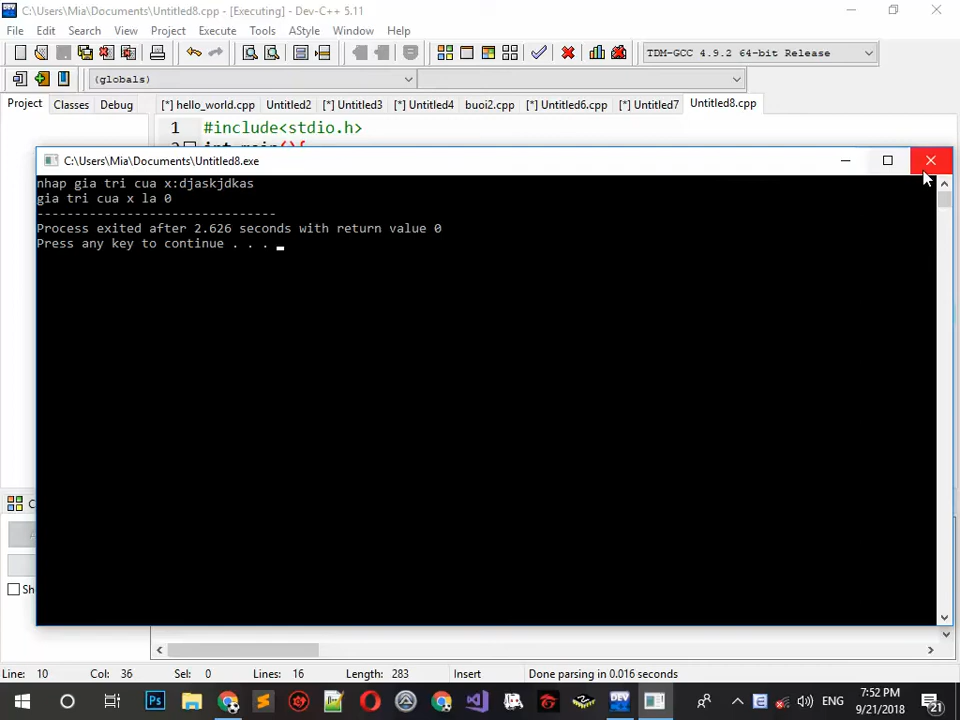 C:\Users\Mia\Documents\Untitled8.cpp - [Executing] - Dev-C++ 5.11
File Edit Search View Project Execute Tools AStyle Window Help
TDM-GCC 4.9.2 64-bit Release
(globals)
Project Classes Debug [*] hello_world.cpp Untitled2 [*] Untitled3 [*] Untitled4 buoi2.cpp [*] Untitled6.cpp [*] Untitled7 Untitled8.cpp
1 #include<stdio.h>
int main(){
C:\Users\Mia\Documents\Untitled8.exe
nhap gia tri cua x:djaskjdkas
gia tri cua x la 0
--------------------------------
Process exited after 2.626 seconds with return value 0
Press any key to continue . . .
Line: 10 Col: 36 Sel: 0 Lines: 16 Length: 283 Insert Done parsing in 0.016 seconds
ENG
7:52 PM
9/21/2018
21